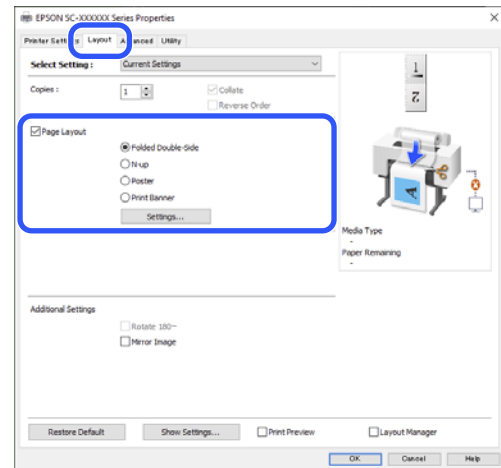 EPSON SC-XXXXXX Series Properties
Printer Settings Layout Advanced Utility
Select Setting : Current Settings
Copies : 1 Collate
Reverse Order
Page Layout
Folded Double-Side
N-up
Poster
Print Banner
Settings...
1
2
Media Type
-
Paper Remaining
-
Additional Settings
Rotate 180~
Mirror Image
Restore Default Show Settings... Print Preview Layout Manager
OK Cancel Help